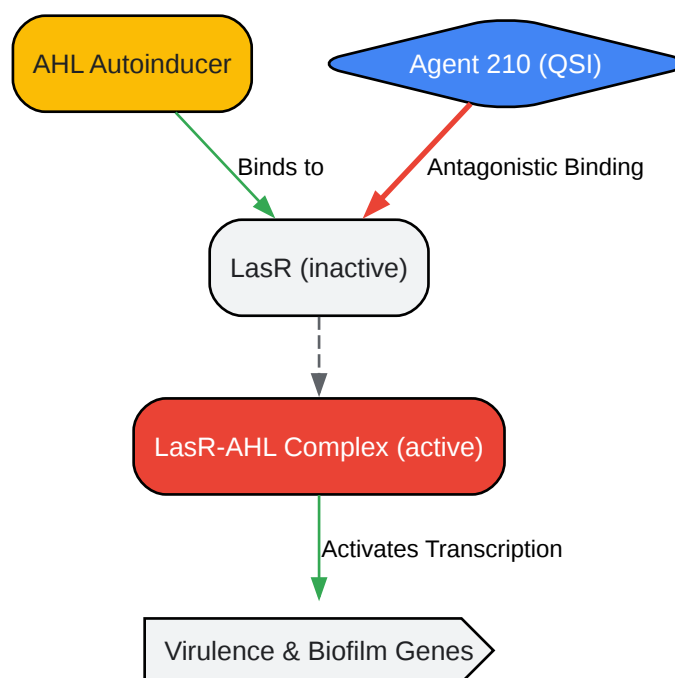 AHL Autoinducer
Agent 210 (QSI)
Binds to
Antagonistic Binding
LasR (inactive)
LasR-AHL Complex (active)
Activates Transcription
Virulence & Biofilm Genes